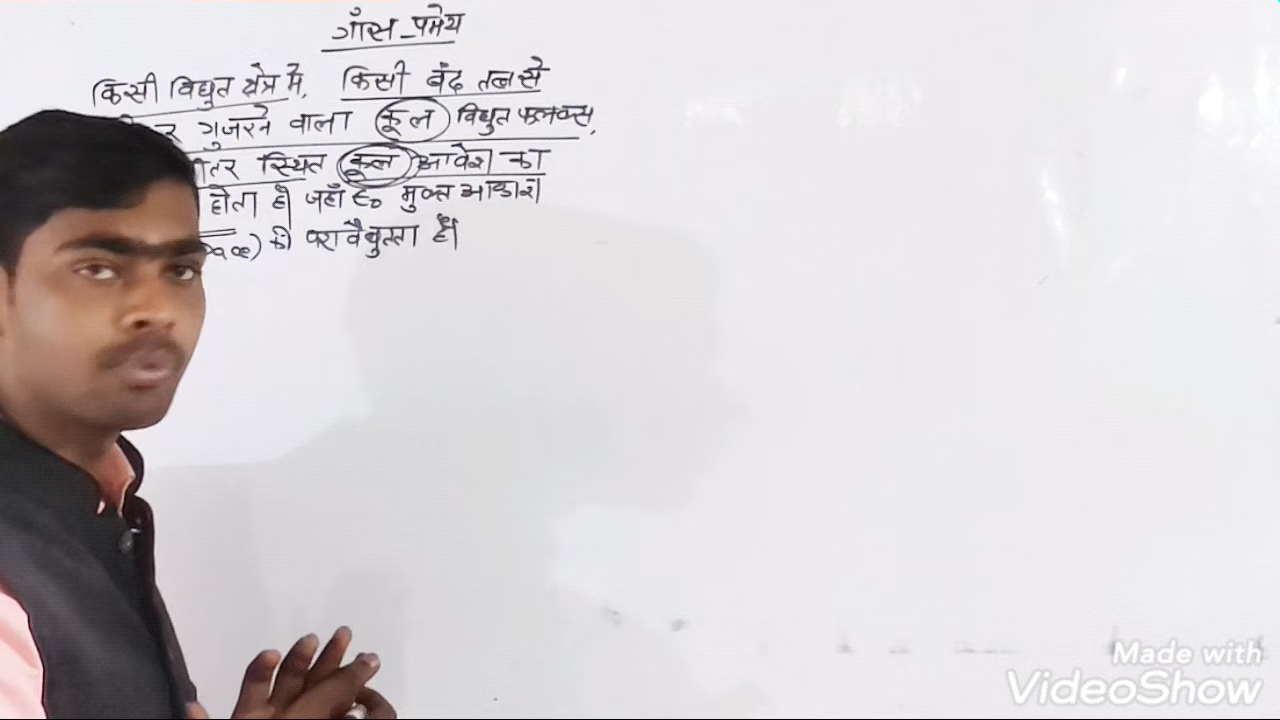 गॉस-प्रमेय
किसी विद्युत क्षेत्र में, किसी बंद तल से
गुजरने वाला कूल विद्युत फ्लक्स,
स्थित कूल आवेश का
होता है। जहाँ ε₀ मुक्त आकाश
की परावैद्युतता है।
Made with
VideoShow